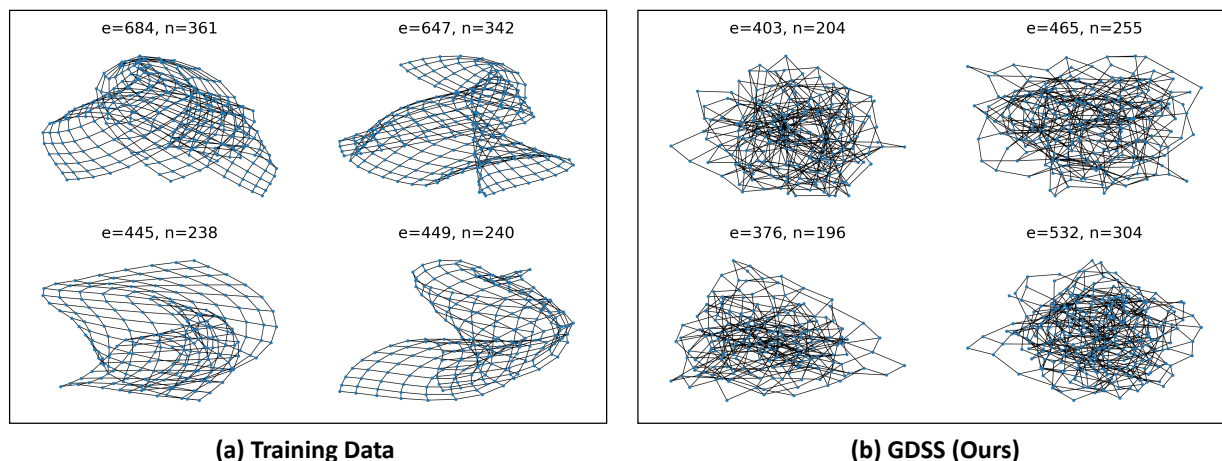 e=684, n=361
e=647, n=342
e=445, n=238
e=449, n=240
(a) Training Data
e=403, n=204
e=465, n=255
e=376, n=196
e=532, n=304
(b) GDSS (Ours)